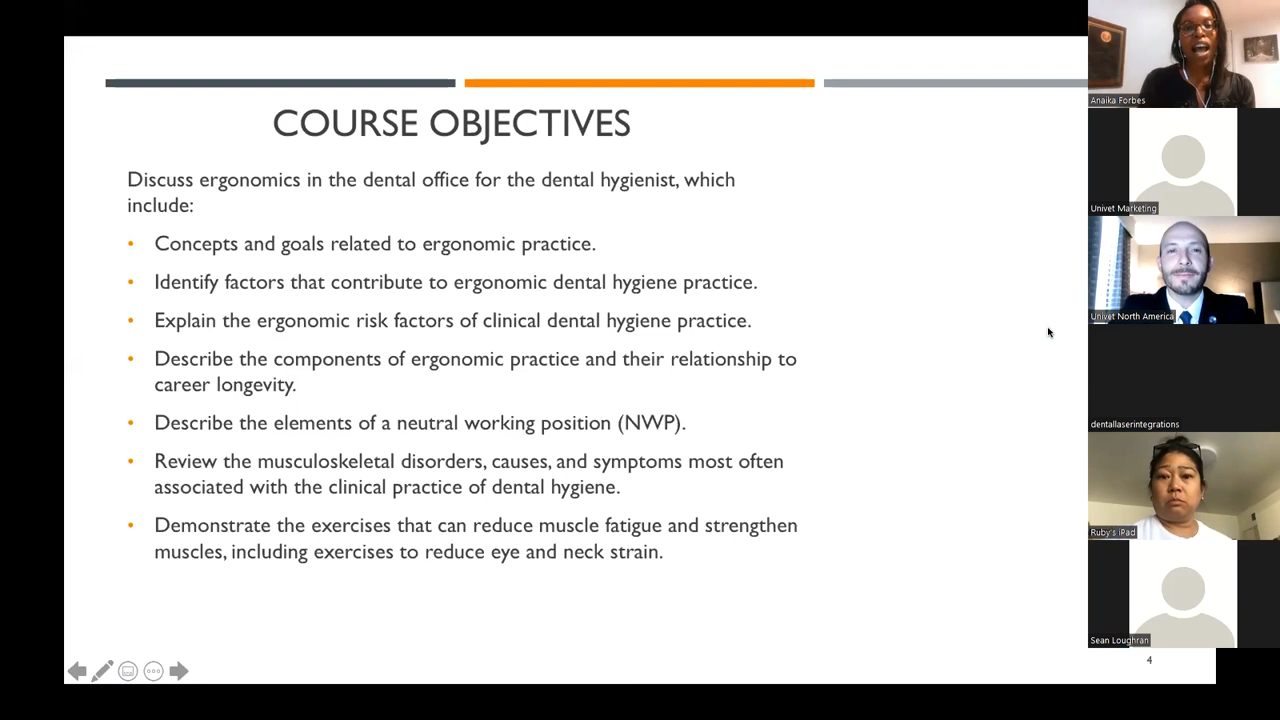 COURSE OBJECTIVES
Discuss ergonomics in the dental office for the dental hygienist, which
include:
• Concepts and goals related to ergonomic practice.
• Identify factors that contribute to ergonomic dental hygiene practice.
• Explain the ergonomic risk factors of clinical dental hygiene practice.
• Describe the components of ergonomic practice and their relationship to
career longevity.
• Describe the elements of a neutral working position (NWP).
• Review the musculoskeletal disorders, causes, and symptoms most often
associated with the clinical practice of dental hygiene.
• Demonstrate the exercises that can reduce muscle fatigue and strengthen
muscles, including exercises to reduce eye and neck strain.
4
Anaika Forbes
Univet Marketing
Univet North America
dentallaserintegrations
Ruby's iPad
Sean Loughran